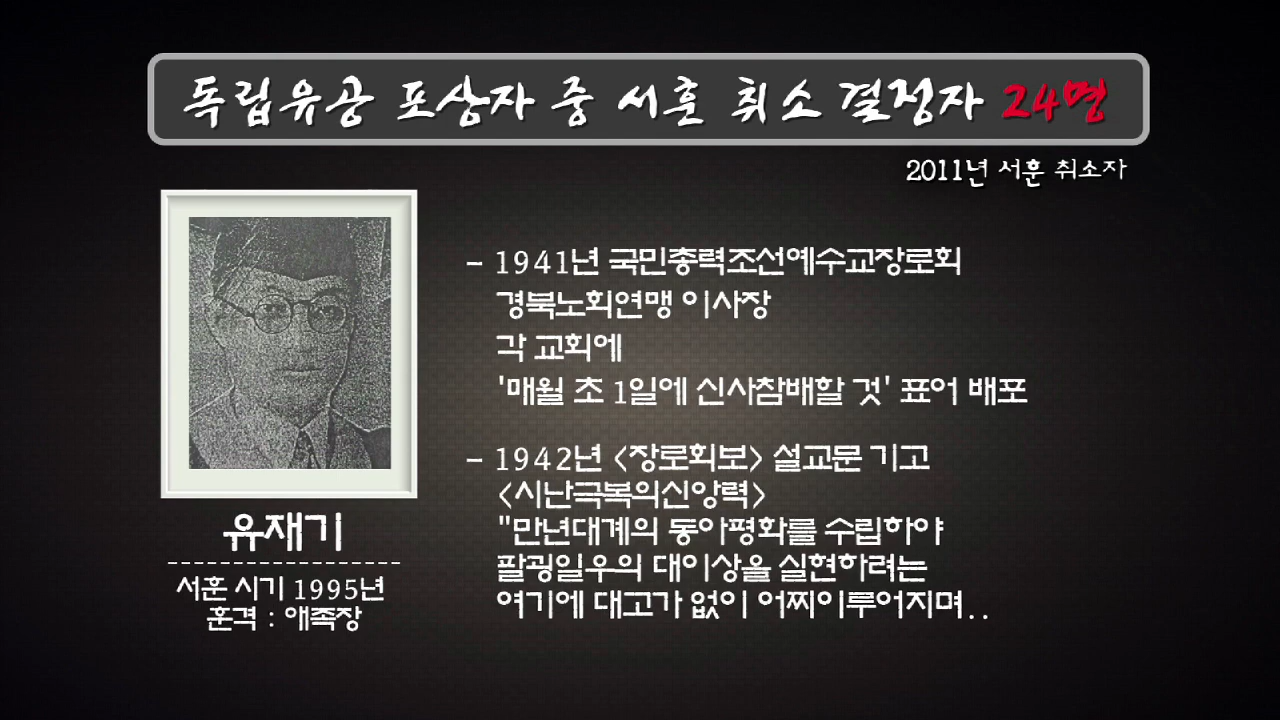 독립유공 포상자 중 서훈 취소 결정자 24명
2011년 서훈 취소자
- 1941년 국민총력조선예수교장로회
경북노회연맹 이사장
각 교회에
'매월 초 1일에 신사참배할 것' 표어 배포
- 1942년 <장로회보> 설교문 기고
<시난극복의신앙력>
"만년대계의 동아평화를 수립하야
팔굉일우의 대이상을 실현하려는
여기에 대고가 없이 어찌이루어지며..
유재기
서훈 시기 1995년
훈격 : 애족장